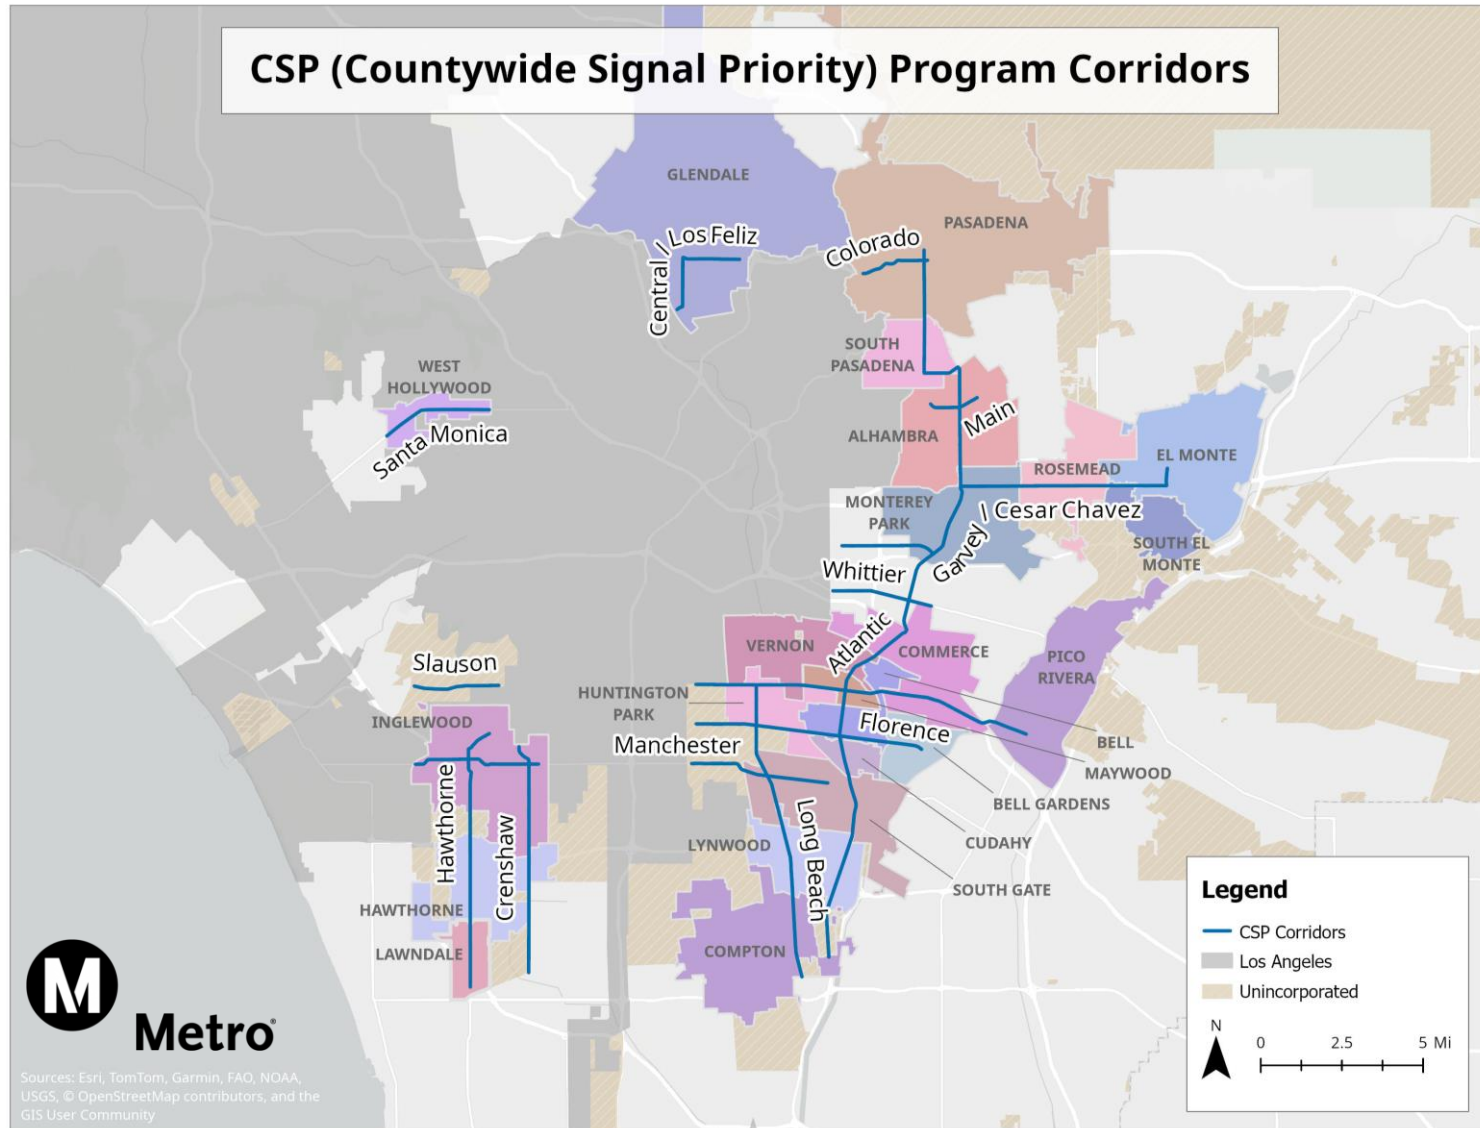 CSP (Countywide Signal Priority) Program Corridors
GLENDALE
PASADENA
Central | Los Feliz
Colorado
SOUTH
PASADENA
WEST
HOLLYWOOD
Santa Monica
Main
ALHAMBRA
ROSEMEAD
EL MONTE
MONTEREY
PARK
Garvey | Cesar Chavez
SOUTH EL
MONTE
Whittier
Atlantic
VERNON
COMMERCE
PICO
RIVERA
Slauson
HUNTINGTON
PARK
INGLEWOOD
Florence
Manchester
BELL
MAYWOOD
BELL GARDENS
Hawthorne
Crenshaw
Long Beach
LYNWOOD
CUDAHY
SOUTH GATE
HAWTHORNE
LAWNDALE
COMPTON
Legend
CSP Corridors
Los Angeles
Unincorporated
N
0 2.5 5 Mi
M
Metro®
Sources: Esri, TomTom, Garmin, FAO, NOAA,
USGS, © OpenStreetMap contributors, and the
GIS User Community